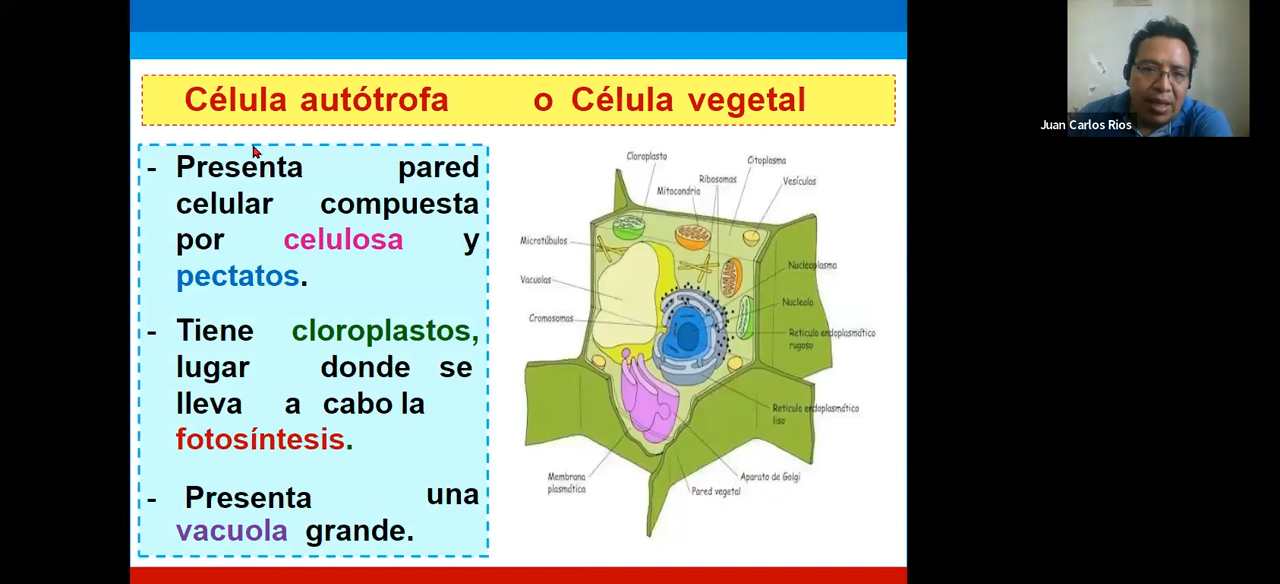 Célula autótrofa o Célula vegetal
- Presenta pared
celular compuesta
por celulosa y
pectatos.
- Tiene cloroplastos,
lugar donde se
lleva a cabo la
fotosíntesis.
- Presenta una
vacuola grande.
Cloroplasto
Mitocondria
Ribosomas
Citoplasma
Vesículas
Microtúbulos
Vacuolas
Cromosomas
Nucleoplasma
Nucleolo
Retículo endoplasmático
rugoso
Retículo endoplasmático
liso
Aparato de Golgi
Pared vegetal
Membrana
plasmática
Juan Carlos Rios